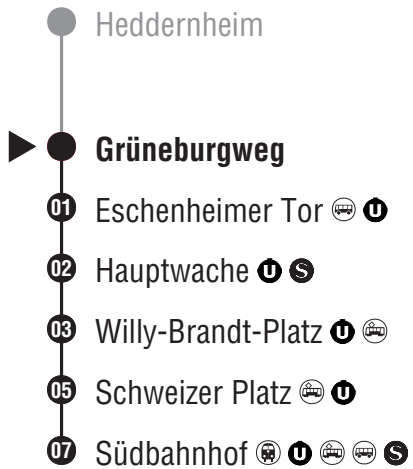 Heddernheim
Grüneburgweg
01 Eschenheimer Tor U
02 Hauptwache U S
03 Willy-Brandt-Platz U
05 Schweizer Platz U
07 Südbahnhof U S